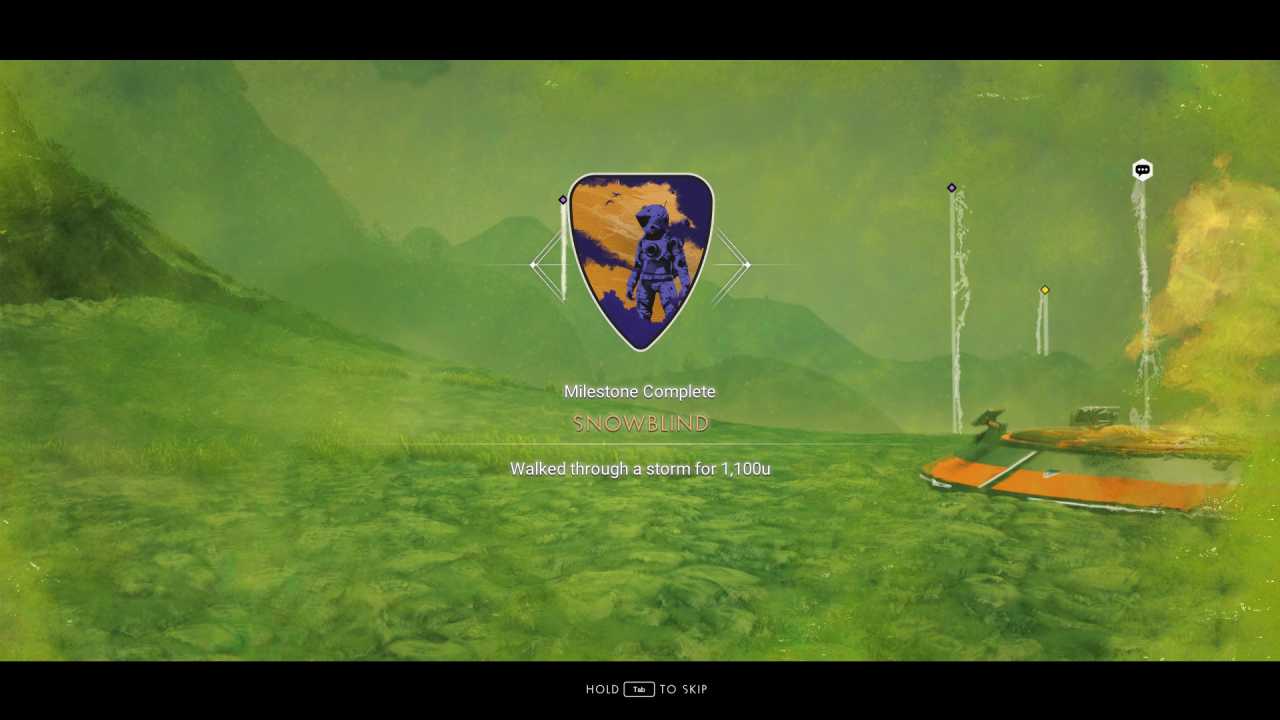 Milestone Complete
SNOWBLIND
Walked through a storm for 1,100u
HOLD Tab TO SKIP